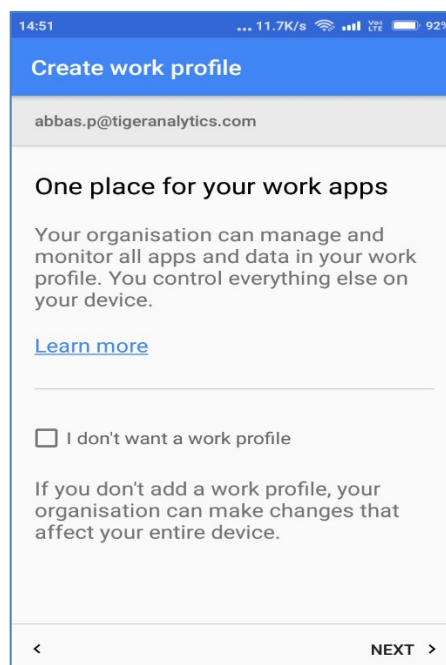 14:51 ... 11.7K/s VoLTE 92%
Create work profile
abbas.p@tigeranalytics.com
One place for your work apps
Your organisation can manage and
monitor all apps and data in your work
profile. You control everything else on
your device.
Learn more
I don't want a work profile
If you don't add a work profile, your
organisation can make changes that
affect your entire device.
< NEXT >